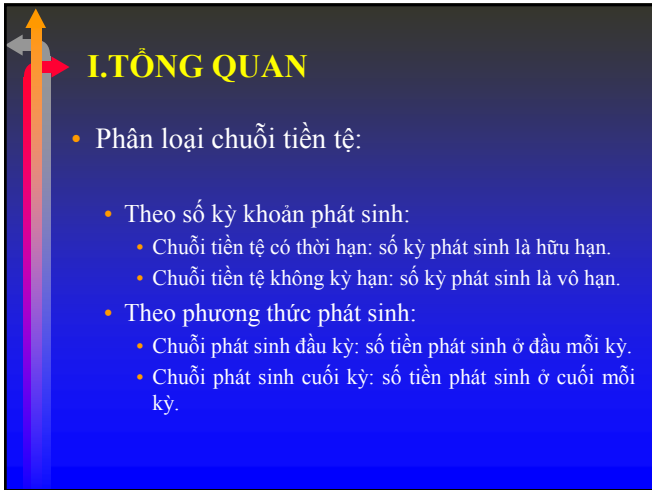 I.TỔNG QUAN
• Phân loại chuỗi tiền tệ:
• Theo số kỳ khoản phát sinh:
• Chuỗi tiền tệ có thời hạn: số kỳ phát sinh là hữu hạn.
• Chuỗi tiền tệ không kỳ hạn: số kỳ phát sinh là vô hạn.
• Theo phương thức phát sinh:
• Chuỗi phát sinh đầu kỳ: số tiền phát sinh ở đầu mỗi kỳ.
• Chuỗi phát sinh cuối kỳ: số tiền phát sinh ở cuối mỗi
kỳ.